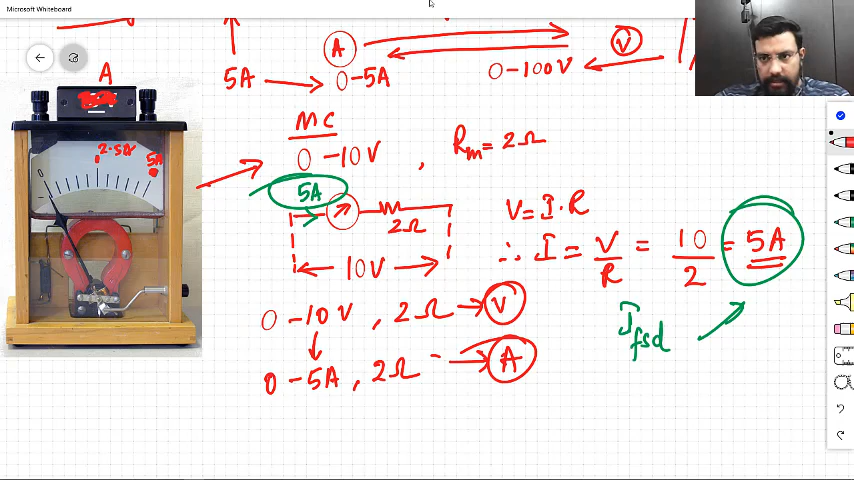 Microsoft Whiteboard
A
V
5A
0-5A
0-100V
A
2.5A
5A
0
MC
0-10V , Rm = 2Ω
5A
2Ω
10V
V = I.R
∴ I = V/R = 10/2 = 5A
0-10V , 2Ω → V
0-5A , 2Ω → A
Ifsd